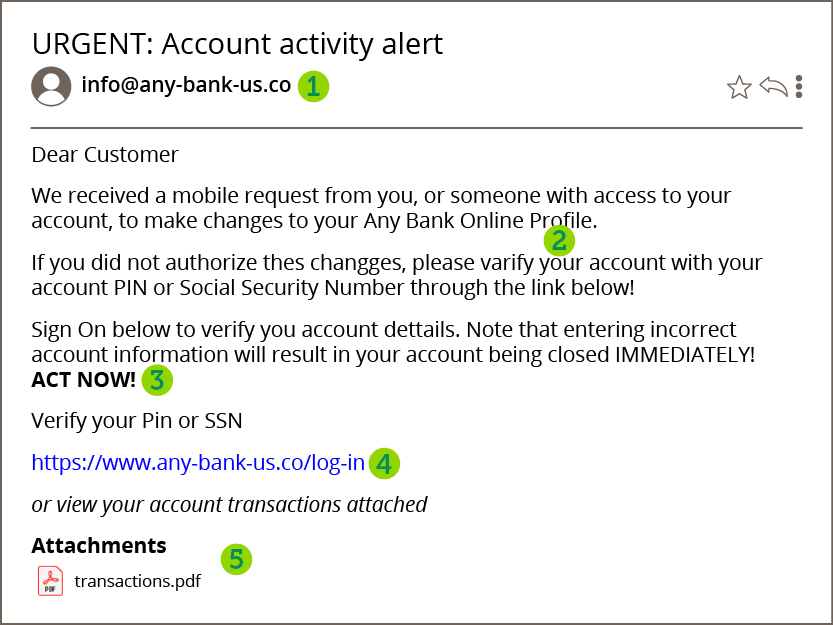 URGENT: Account activity alert
info@any-bank-us.co 1
Dear Customer
We received a mobile request from you, or someone with access to your
account, to make changes to your Any Bank Online Profile.
2
If you did not authorize thes changges, please varify your account with your
account PIN or Social Security Number through the link below!
Sign On below to verify you account dettails. Note that entering incorrect
account information will result in your account being closed IMMEDIATELY!
ACT NOW! 3
Verify your Pin or SSN
https://www.any-bank-us.co/log-in 4
or view your account transactions attached
Attachments
5
PDF
transactions.pdf